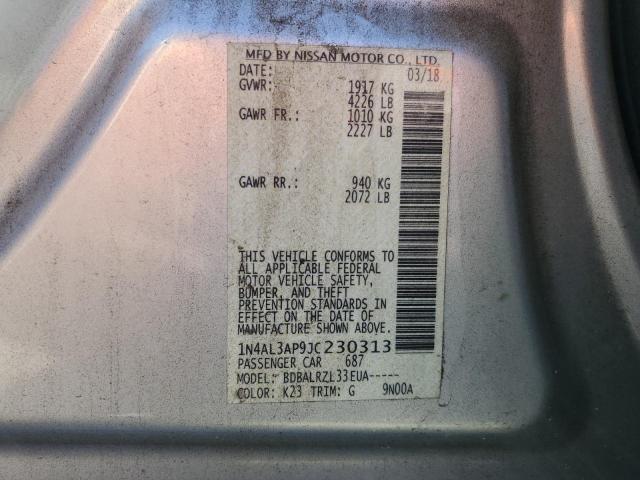 MFD BY NISSAN MOTOR CO., LTD.
DATE: 03/18
GVWR: 1917 KG
4226 LB
GAWR FR.: 1010 KG
2227 LB
GAWR RR.: 940 KG
2072 LB
THIS VEHICLE CONFORMS TO
ALL APPLICABLE FEDERAL
MOTOR VEHICLE SAFETY,
BUMPER, AND THEFT
PREVENTION STANDARDS IN
EFFECT ON THE DATE OF
MANUFACTURE SHOWN ABOVE.
1N4AL3AP9JC230313
PASSENGER CAR 687
MODEL: BDBALRZL33EUA-----
COLOR: K23 TRIM: G 9N00A